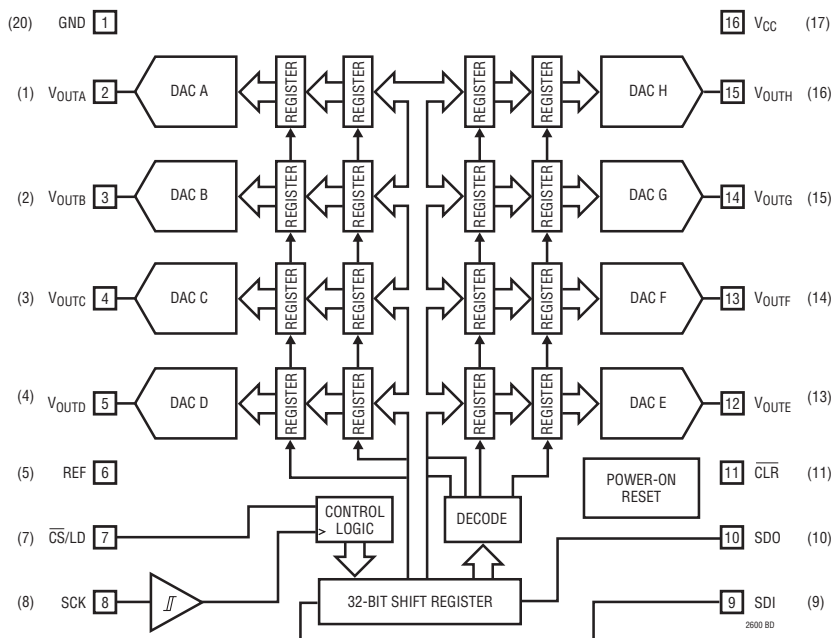 (20) GND 1
16 VCC (17)
(1) VOUTA 2 DAC A REGISTER REGISTER REGISTER REGISTER DAC H 15 VOUTH (16)
(2) VOUTB 3 DAC B REGISTER REGISTER REGISTER REGISTER DAC G 14 VOUTG (15)
(3) VOUTC 4 DAC C REGISTER REGISTER REGISTER REGISTER DAC F 13 VOUTF (14)
(4) VOUTD 5 DAC D REGISTER REGISTER REGISTER REGISTER DAC E 12 VOUTE (13)
(5) REF 6
POWER-ON
RESET
11 CLR (11)
(7) CS/LD 7
CONTROL
LOGIC
>
DECODE
10 SDO (10)
(8) SCK 8
32-BIT SHIFT REGISTER
9 SDI (9)
2600 BD